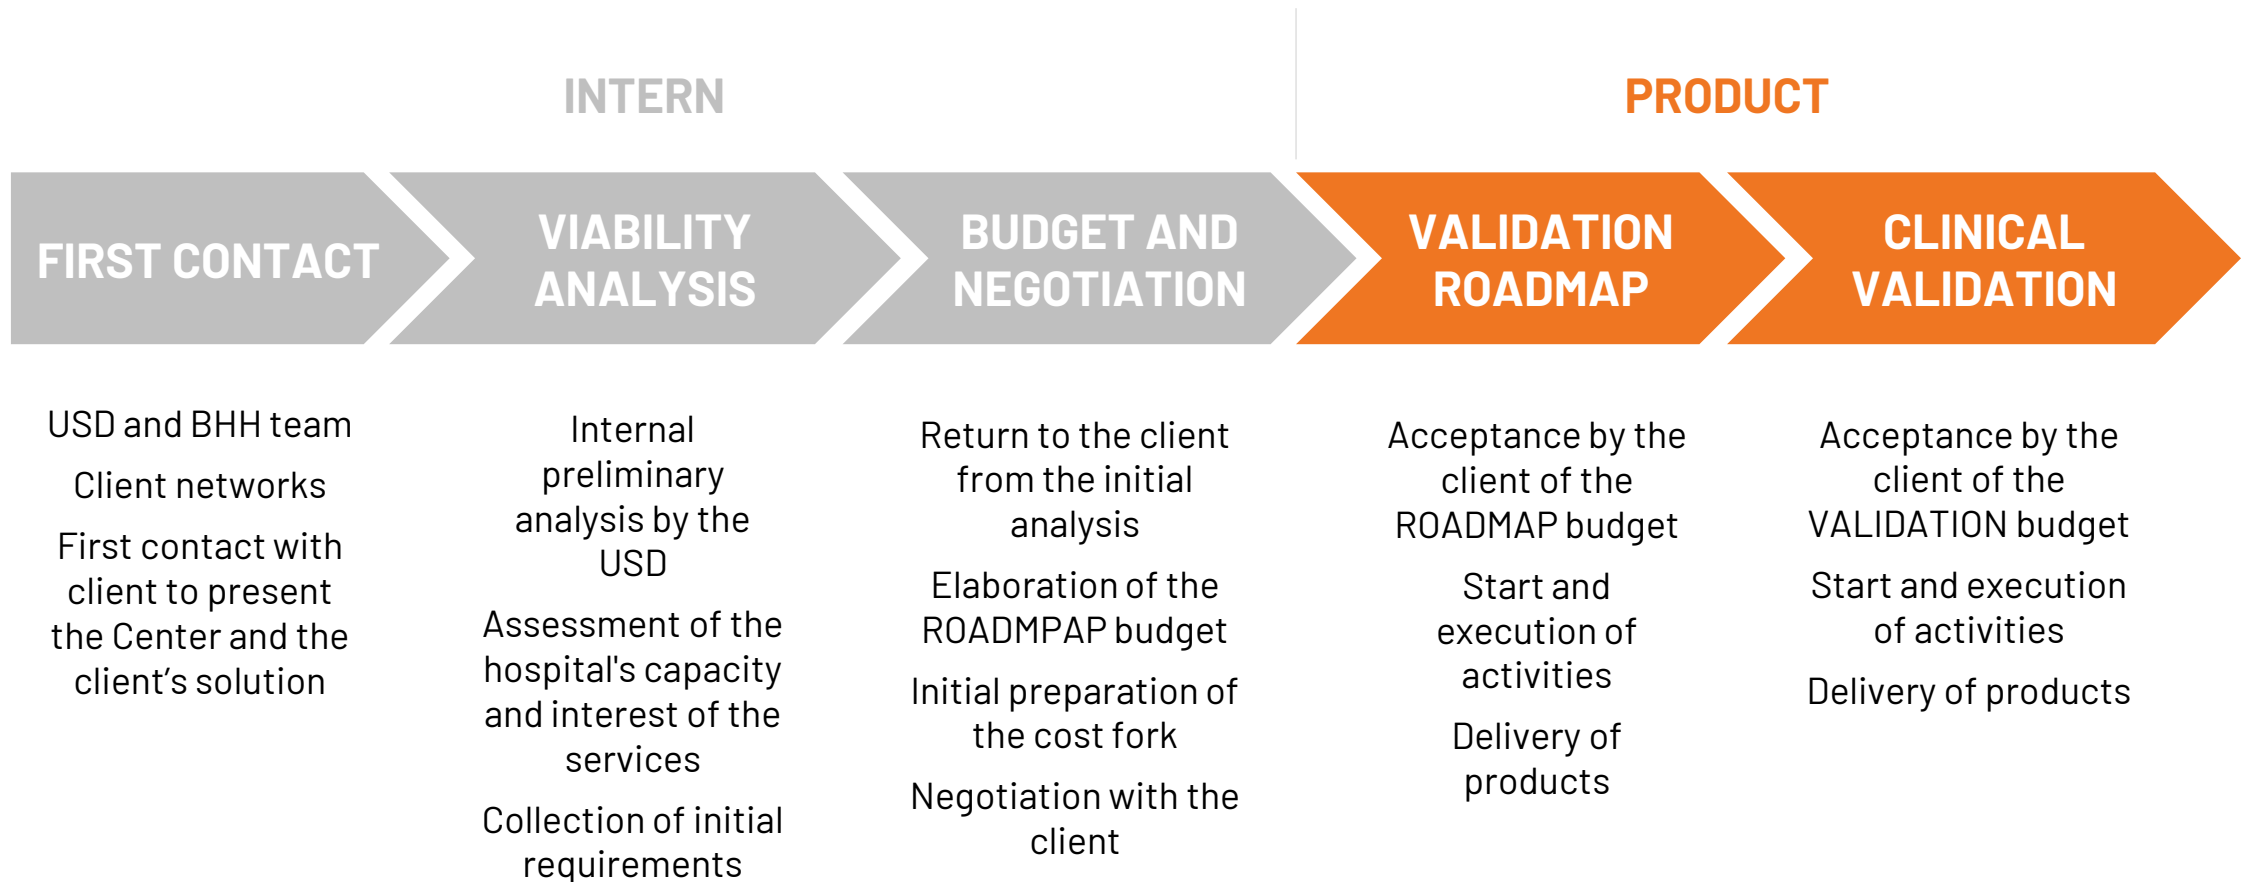 INTERN
PRODUCT
FIRST CONTACT
VIABILITY
ANALYSIS
BUDGET AND
NEGOTIATION
VALIDATION
ROADMAP
CLINICAL
VALIDATION
USD and BHH team
Client networks
First contact with
client to present
the Center and the
client’s solution
Internal
preliminary
analysis by the
USD
Assessment of the
hospital's capacity
and interest of the
services
Collection of initial
requirements
Return to the client
from the initial
analysis
Elaboration of the
ROADMPAP budget
Initial preparation of
the cost fork
Negotiation with the
client
Acceptance by the
client of the
ROADMAP budget
Start and
execution of
activities
Delivery of
products
Acceptance by the
client of the
VALIDATION budget
Start and execution
of activities
Delivery of products